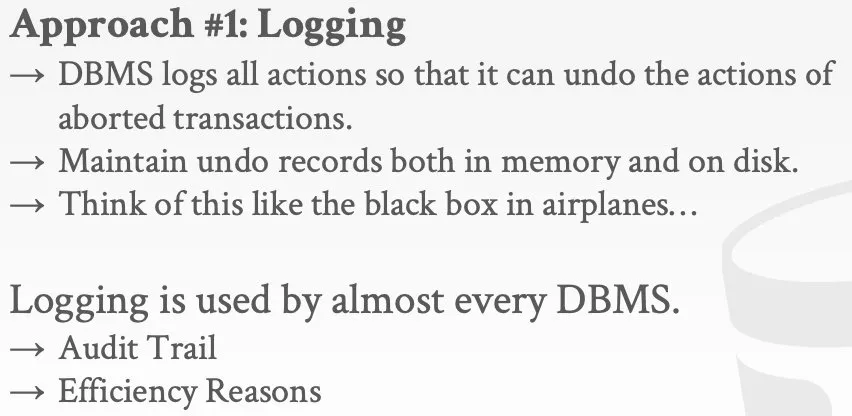 Approach #1: Logging
→ DBMS logs all actions so that it can undo the actions of
aborted transactions.
→ Maintain undo records both in memory and on disk.
→ Think of this like the black box in airplanes…
Logging is used by almost every DBMS.
→ Audit Trail
→ Efficiency Reasons